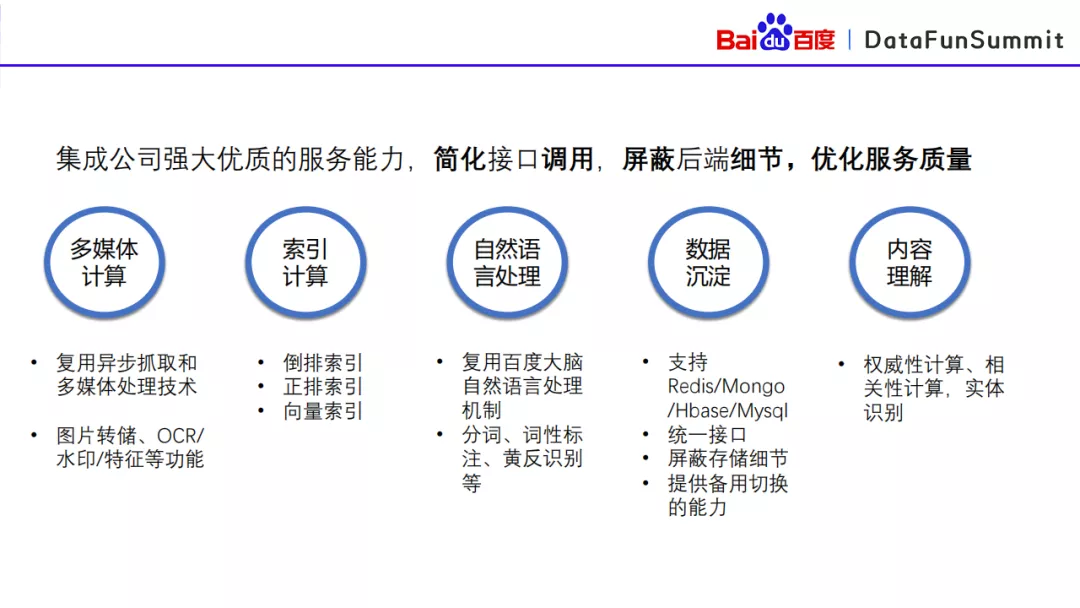 Bai du 百度 | DataFunSummit
集成公司强大优质的服务能力，简化接口调用，屏蔽后端细节，优化服务质量
多媒体
计算
索引
计算
自然语
言处理
数据
沉淀
内容
理解
• 复用异步抓取和
多媒体处理技术
• 图片转储、OCR/
水印/特征等功能
• 倒排索引
• 正排索引
• 向量索引
• 复用百度大脑
自然语言处理
机制
• 分词、词性标
注、黄反识别
等
• 支持
Redis/Mongo
/Hbase/Mysql
• 统一接口
• 屏蔽存储细节
• 提供备用切换
的能力
• 权威性计算、相
关性计算，实体
识别